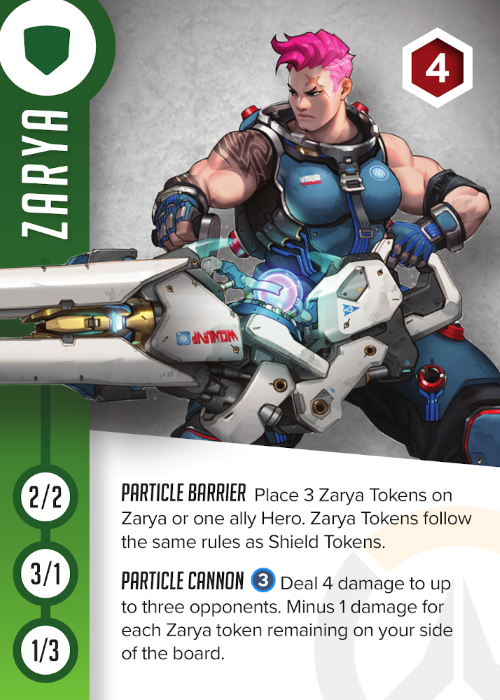 ZARYA
4
2/2
3/1
1/3
PARTICLE BARRIER Place 3 Zarya Tokens on
Zarya or one ally Hero. Zarya Tokens follow
the same rules as Shield Tokens.
PARTICLE CANNON 3 Deal 4 damage to up
to three opponents. Minus 1 damage for
each Zarya token remaining on your side
of the board.